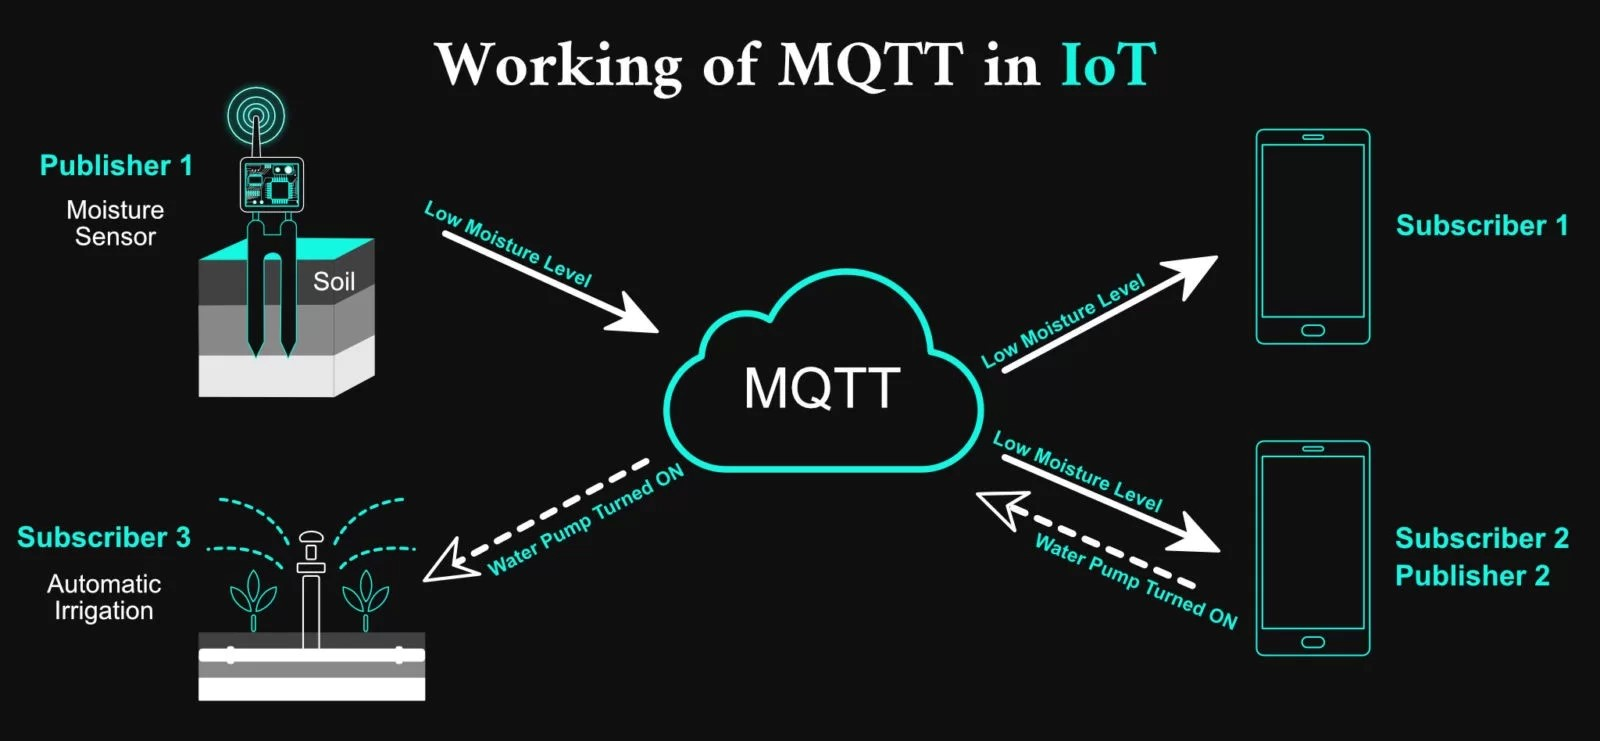 Working of MQTT in IoT
Publisher 1
Moisture
Sensor
Soil
Low Moisture Level
MQTT
Low Moisture Level
Subscriber 1
Low Moisture Level
Water Pump Turned ON
Subscriber 2
Publisher 2
Water Pump Turned ON
Subscriber 3
Automatic
Irrigation